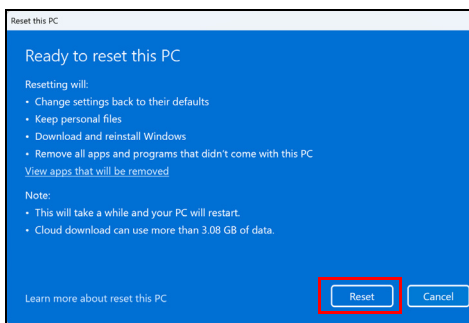 Reset this PC
Ready to reset this PC
Resetting will:
• Change settings back to their defaults
• Keep personal files
• Download and reinstall Windows
• Remove all apps and programs that didn't come with this PC
View apps that will be removed
Note:
• This will take a while and your PC will restart.
• Cloud download can use more than 3.08 GB of data.
Learn more about reset this PC
Reset
Cancel